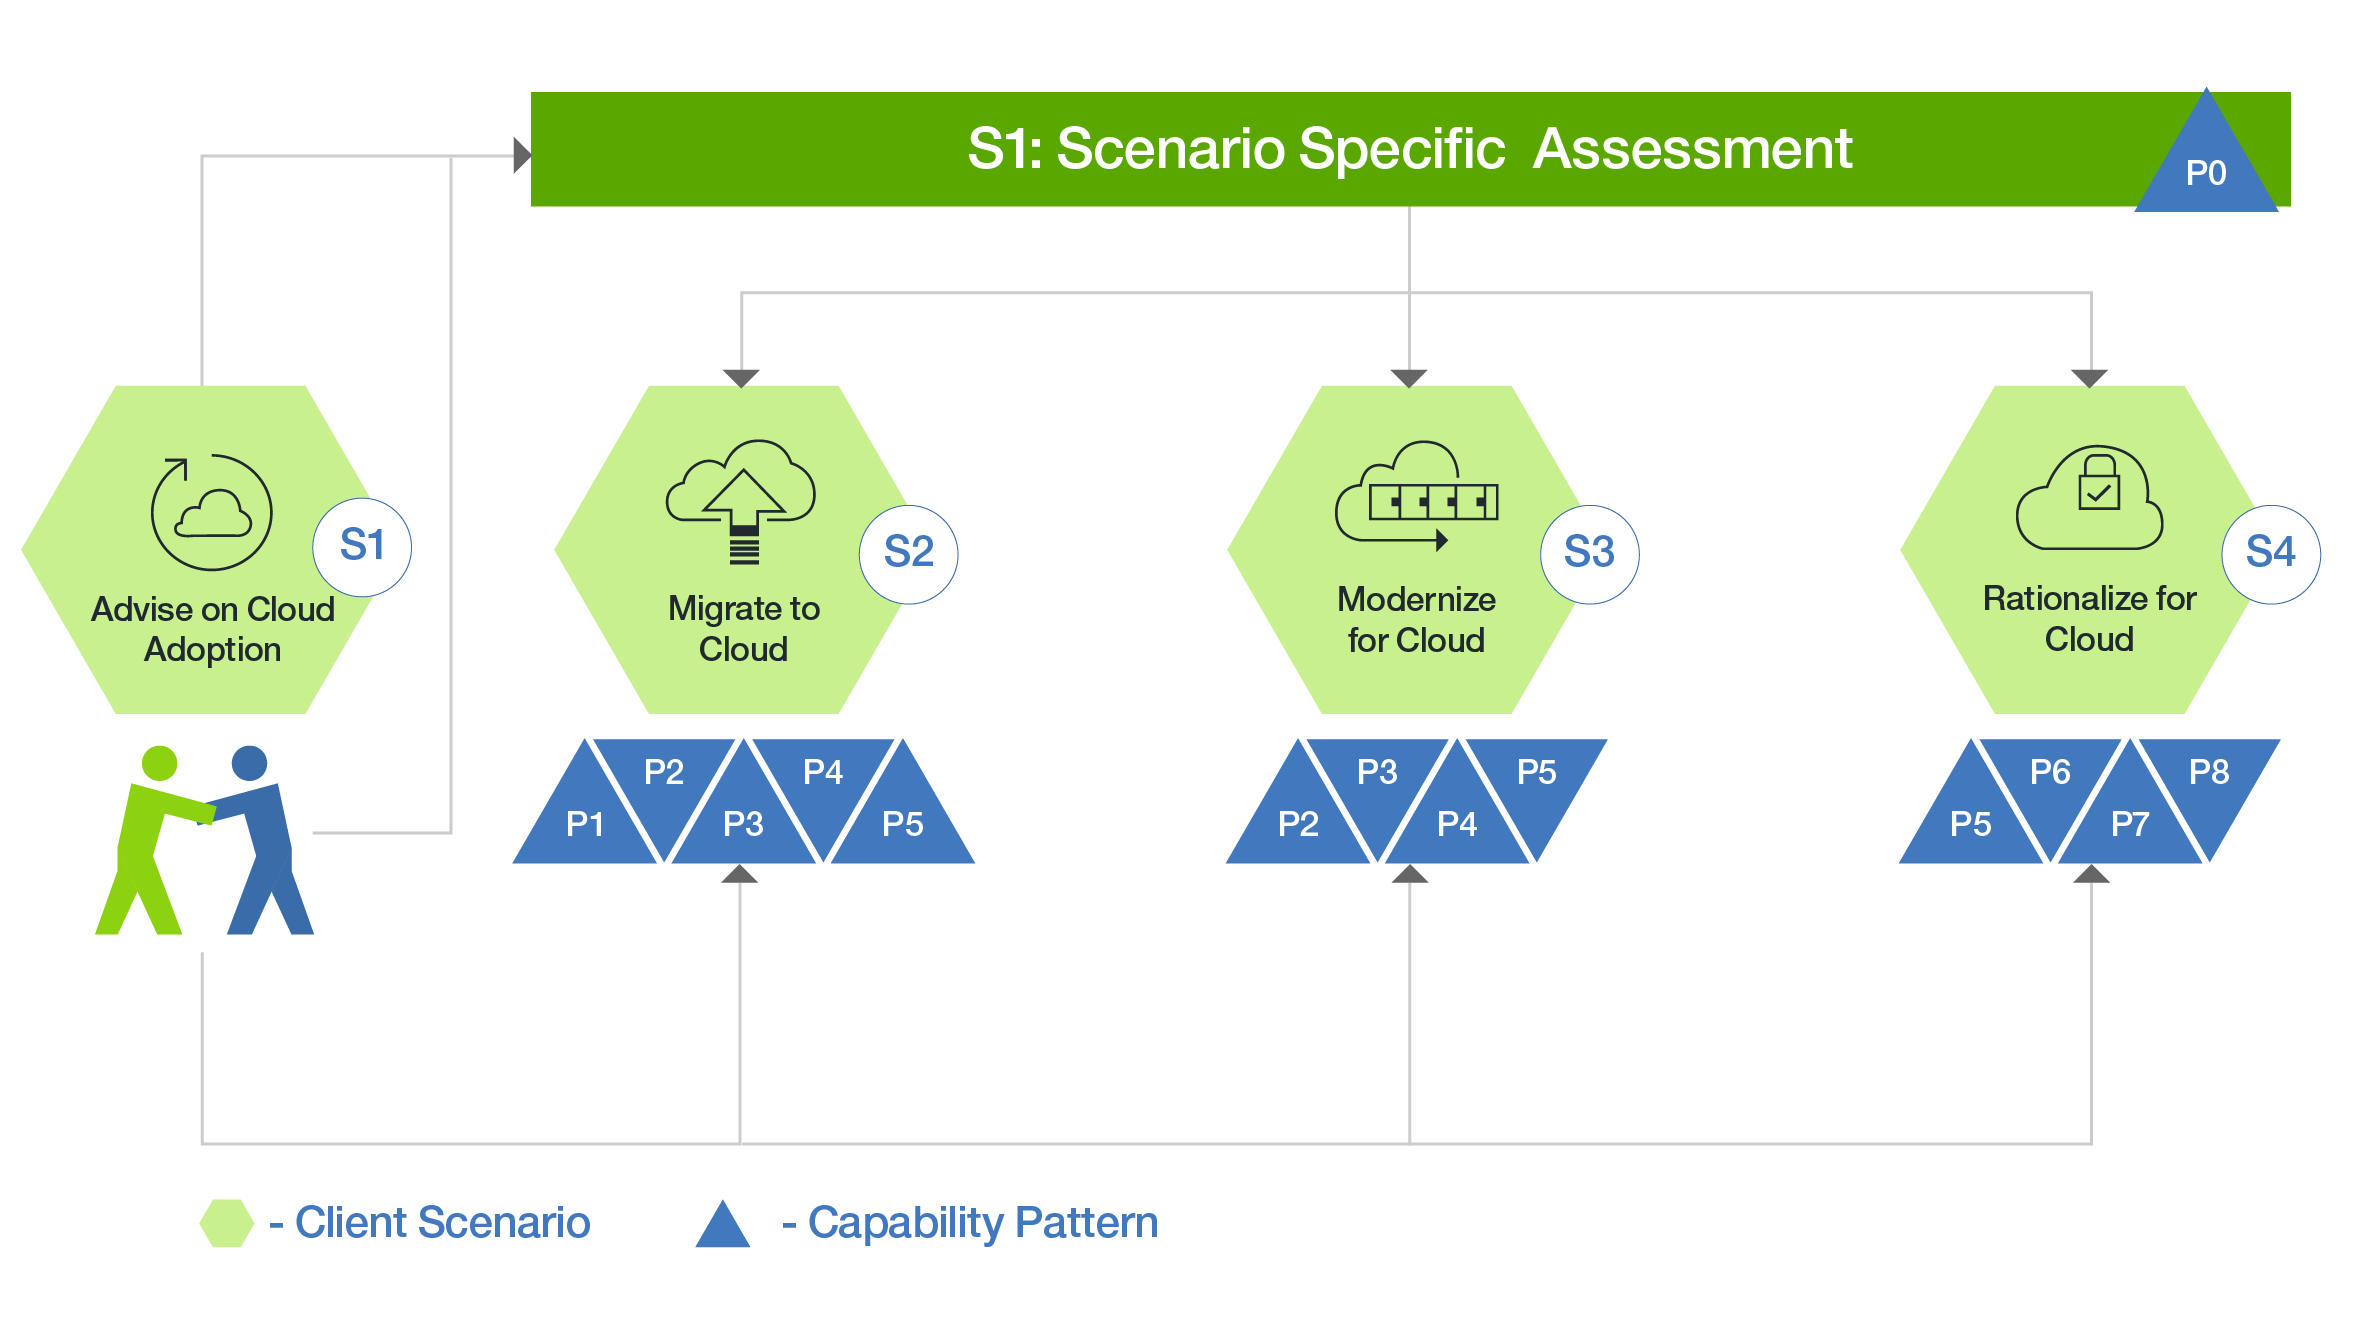 S1: Scenario Specific Assessment
P0
Advise on Cloud
Adoption
S1
Migrate to
Cloud
S2
Modernize
for Cloud
S3
Rationalize for
Cloud
S4
P1
P2
P3
P4
P5
P2
P3
P4
P5
P5
P6
P7
P8
- Client Scenario
- Capability Pattern